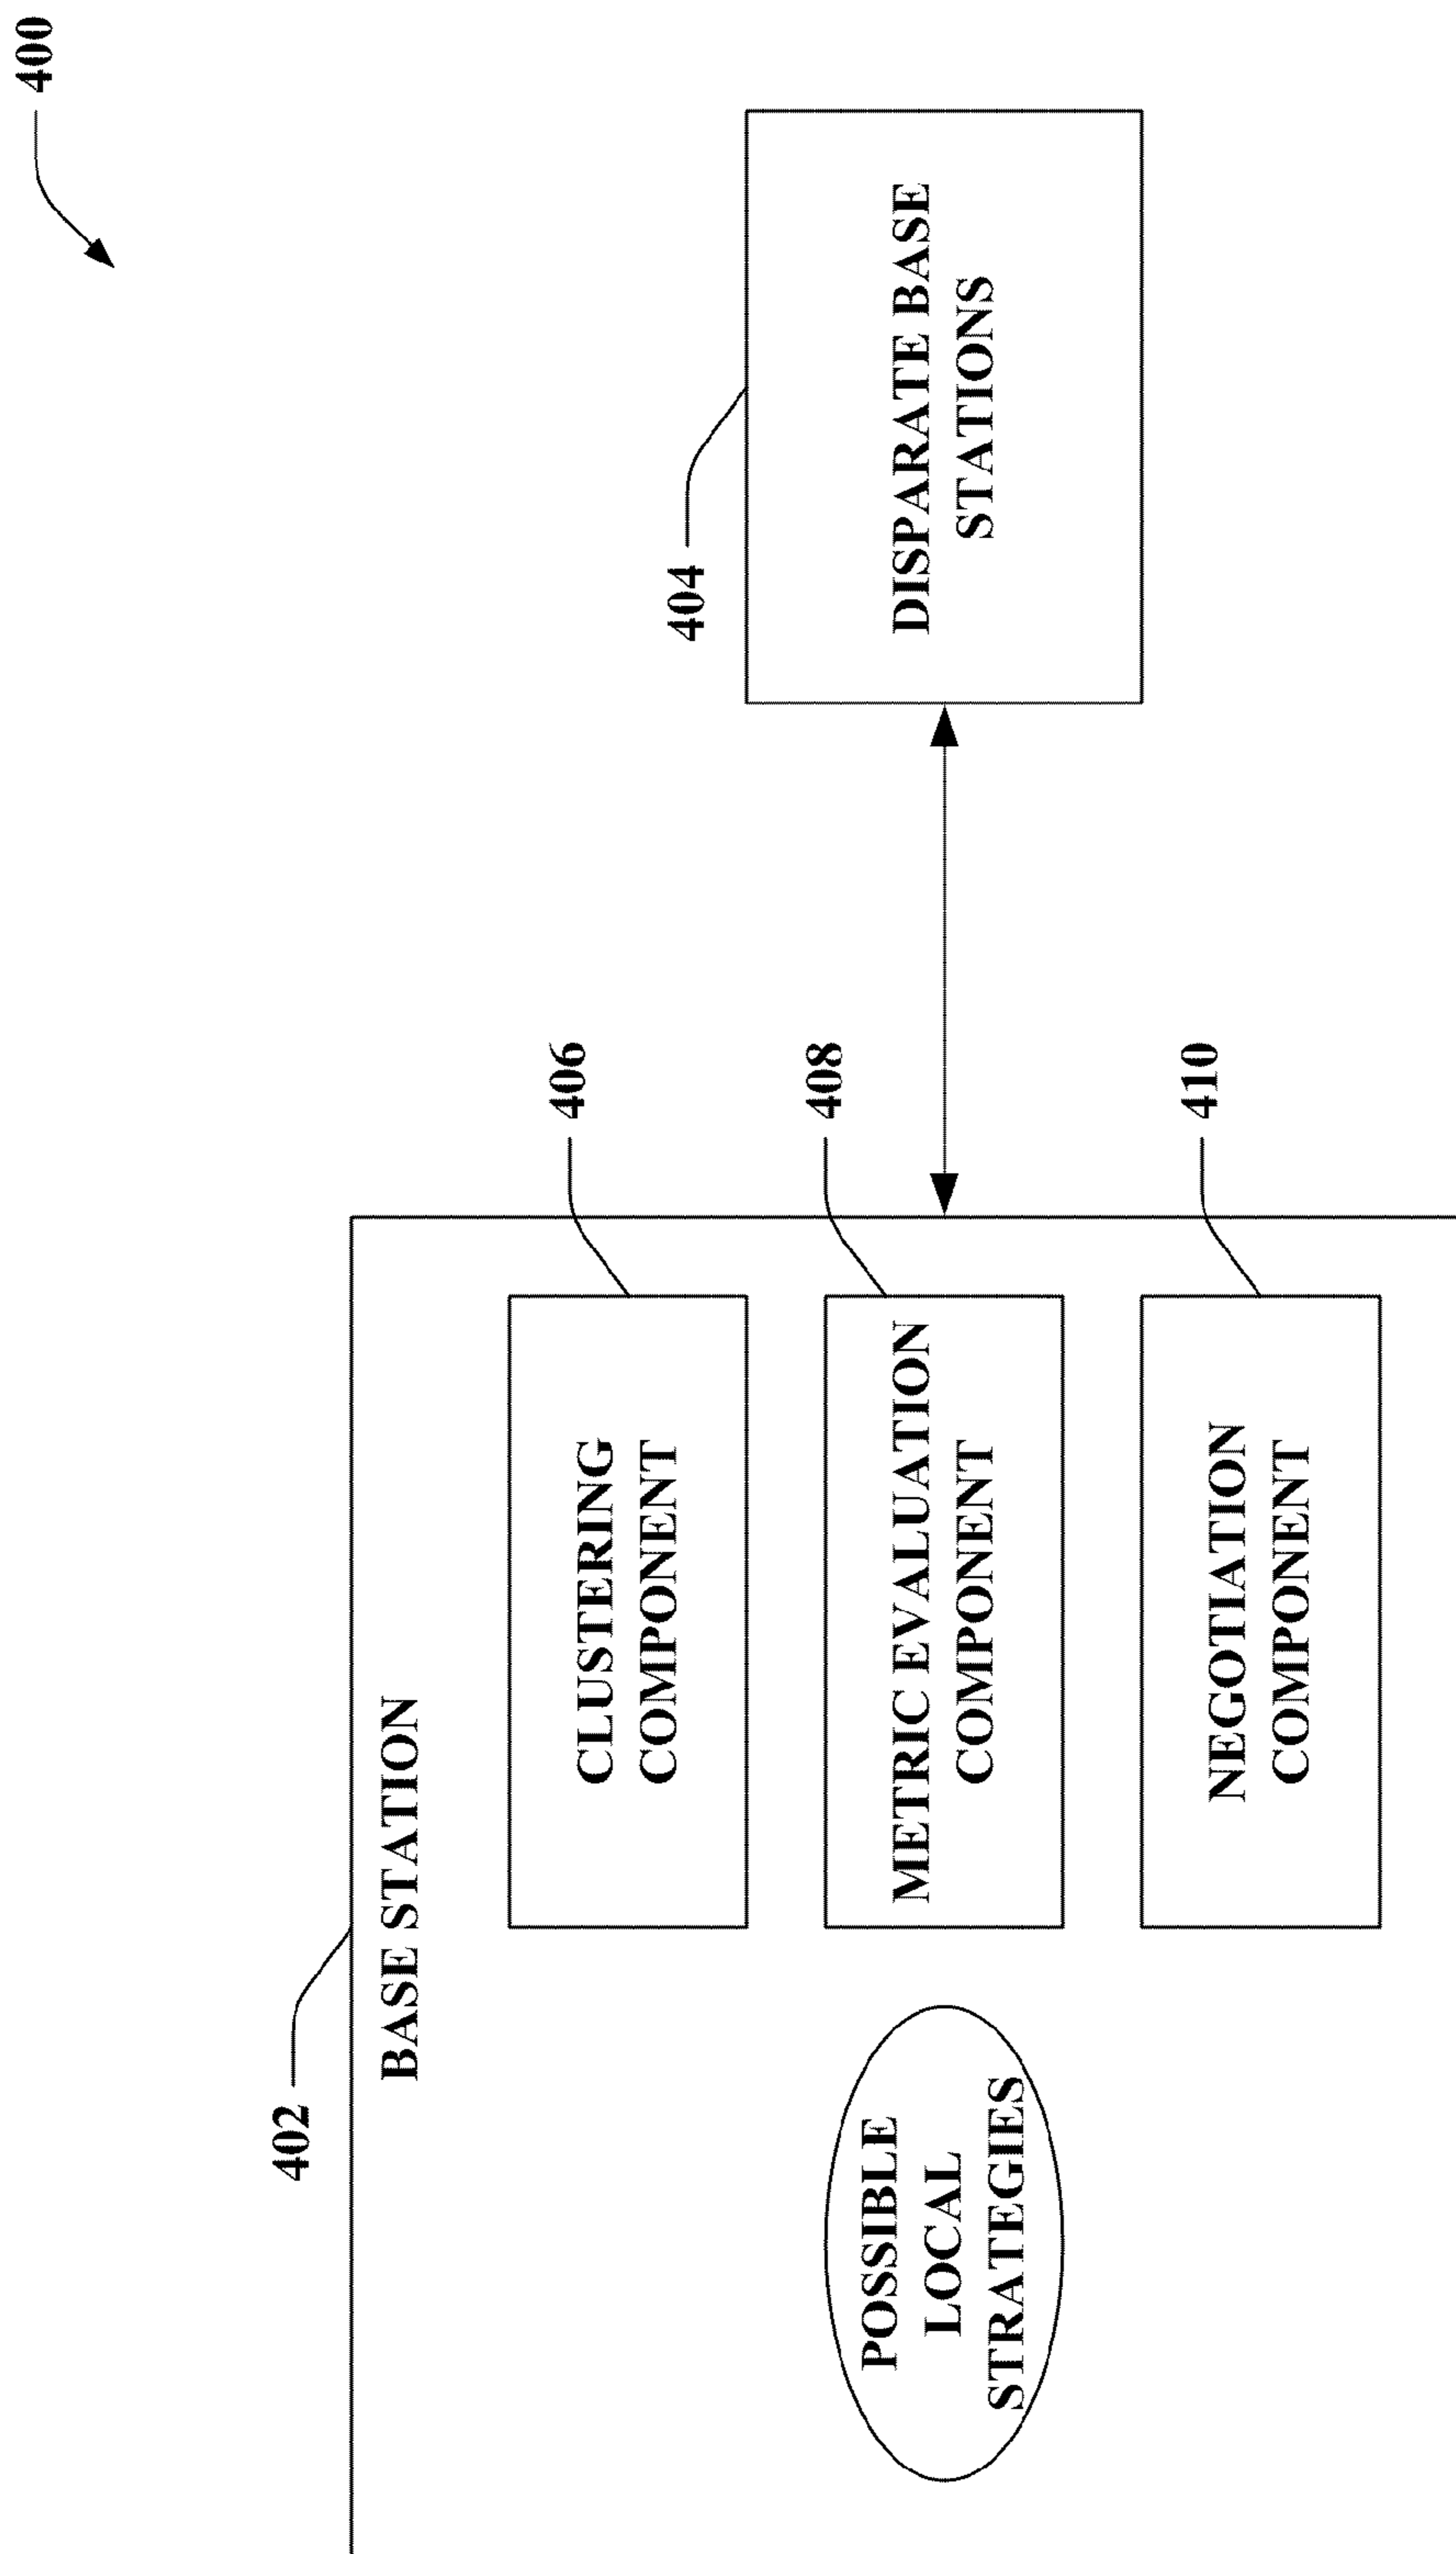 400
402
BASE STATION
406
CLUSTERING
COMPONENT
POSSIBLE
LOCAL
STRATEGIES
408
METRIC EVALUATION
COMPONENT
410
NEGOTIATION
COMPONENT
404
DISPARATE BASE
STATIONS